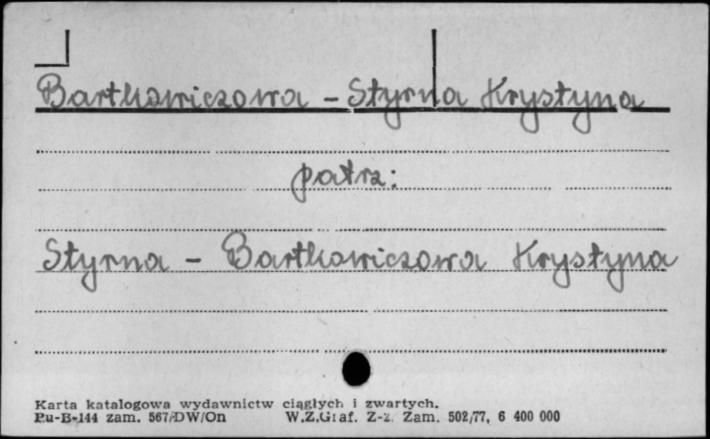 Bartkowiczowa - Styrna Krystyna
patrz:
Styrna - Bartkowiczowa Krystyna
Karta katalogowa wydawnictw ciągłych i zwartych.
Pu-B-144 zam. 567/DW/On W.Z.Graf. Z-2. Zam. 502/77, 6 400 000